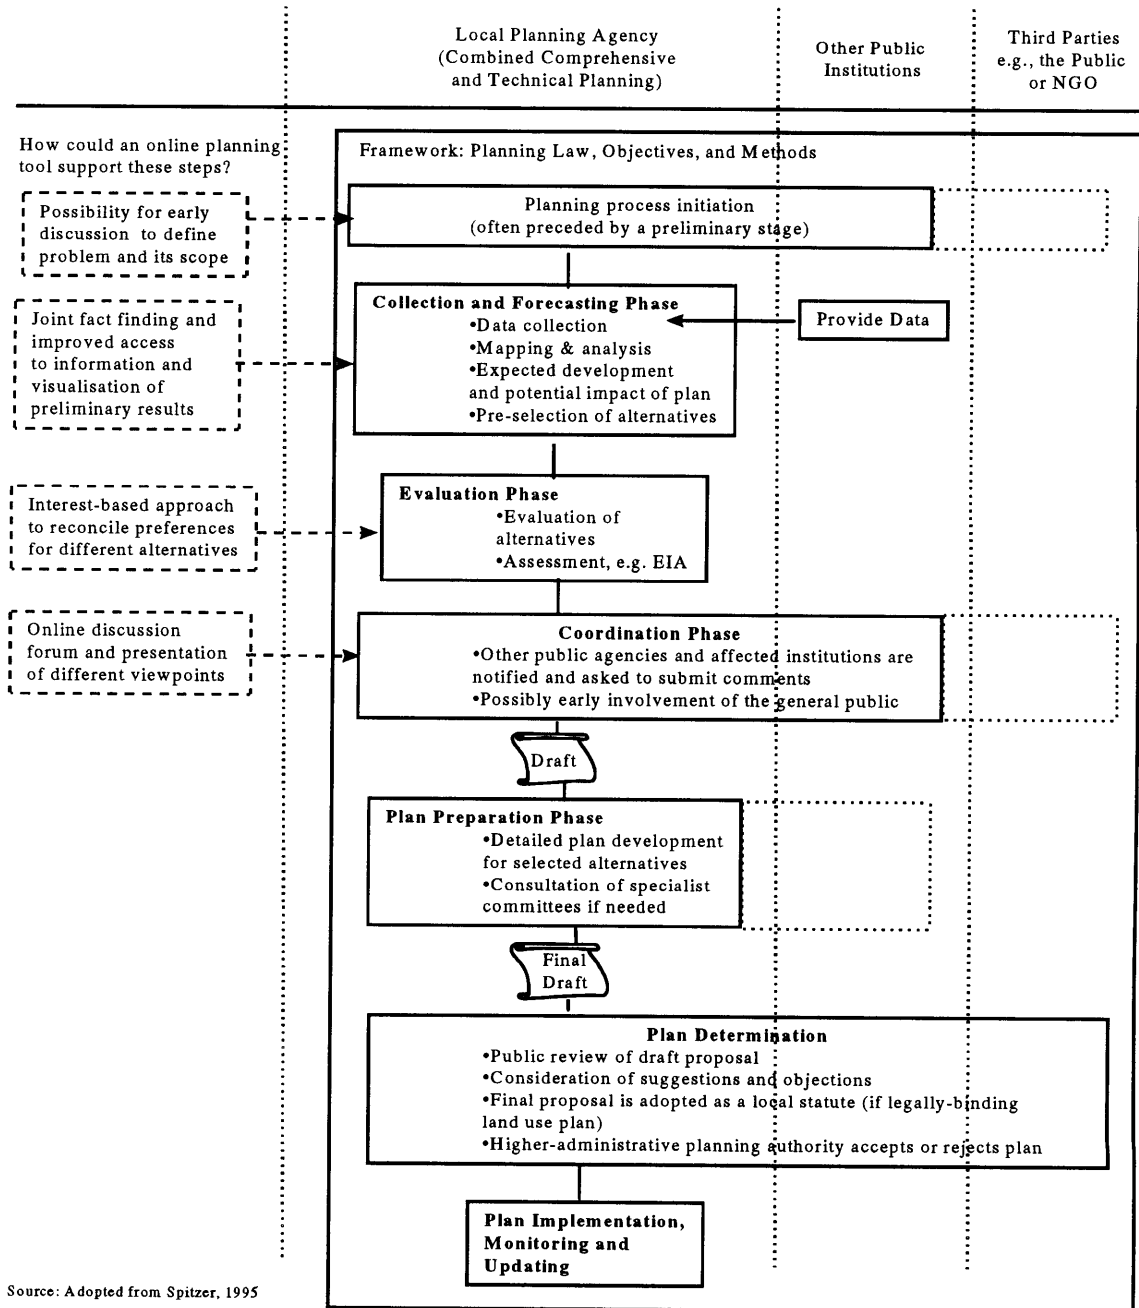 Local Planning Agency
(Combined Comprehensive
and Technical Planning)
Other Public
Institutions
Third Parties
e.g., the Public
or NGO
How could an online planning
tool support these steps?
Framework: Planning Law, Objectives, and Methods
Possibility for early
discussion to define
problem and its scope
Planning process initiation
(often preceded by a preliminary stage)
Joint fact finding and
improved access
to information and
visualisation of
preliminary results
Collection and Forecasting Phase
•Data collection
•Mapping & analysis
•Expected development
and potential impact of plan
•Pre-selection of alternatives
Provide Data
Interest-based approach
to reconcile preferences
for different alternatives
Evaluation Phase
•Evaluation of
alternatives
•Assessment, e.g. EIA
Online discussion
forum and presentation
of different viewpoints
Coordination Phase
•Other public agencies and affected institutions are
notified and asked to submit comments
•Possibly early involvement of the general public
Draft
Plan Preparation Phase
•Detailed plan development
for selected alternatives
•Consultation of specialist
committees if needed
Final
Draft
Plan Determination
•Public review of draft proposal
•Consideration of suggestions and objections
•Final proposal is adopted as a local statute (if legally-binding
land use plan)
•Higher-administrative planning authority accepts or rejects plan
Plan Implementation,
Monitoring and
Updating
Source: Adopted from Spitzer, 1995